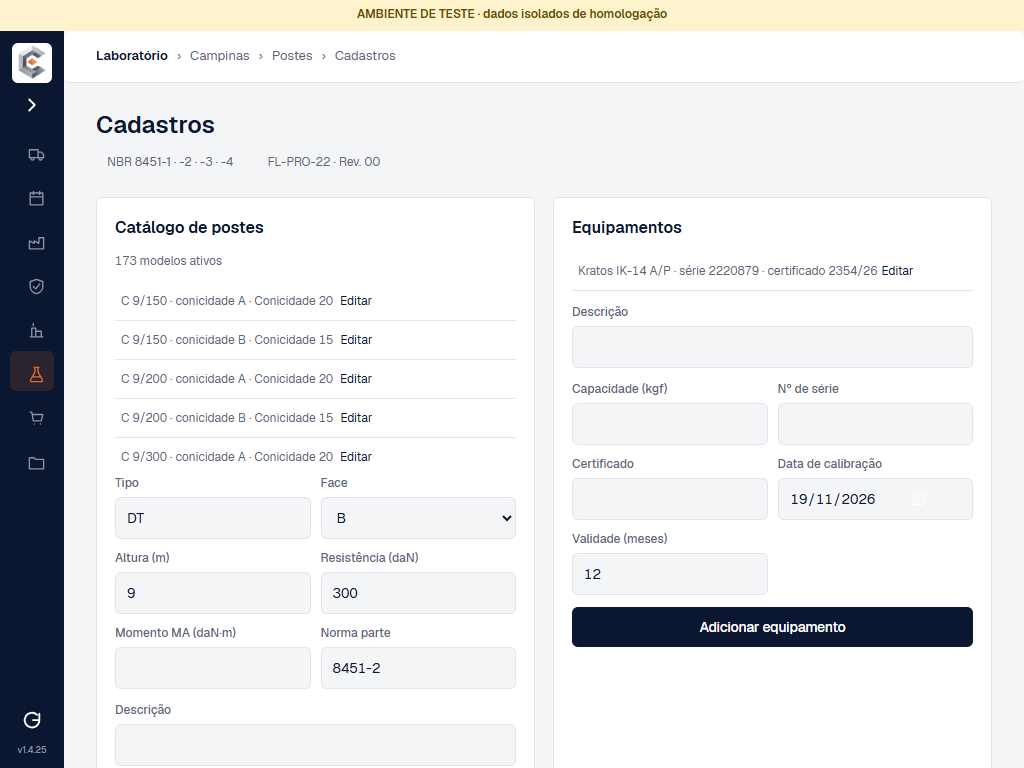 AMBIENTE DE TESTE · dados isolados de homologação
Laboratório › Campinas › Postes › Cadastros
Cadastros
NBR 8451-1 · -2 · -3 · -4 FL-PRO-22 · Rev. 00
Catálogo de postes
173 modelos ativos
C 9/150 · conicidade A · Conicidade 20 Editar
C 9/150 · conicidade B · Conicidade 15 Editar
C 9/200 · conicidade A · Conicidade 20 Editar
C 9/200 · conicidade B · Conicidade 15 Editar
C 9/300 · conicidade A · Conicidade 20 Editar
Tipo Face
DT B
Altura (m) Resistência (daN)
9 300
Momento MA (daN·m) Norma parte
8451-2
Descrição
Equipamentos
Kratos IK-14 A/P · série 2220879 · certificado 2354/26 Editar
Descrição
Capacidade (kgf) Nº de série
Certificado Data de calibração
19/11/2026
Validade (meses)
12
Adicionar equipamento
v1.4.25